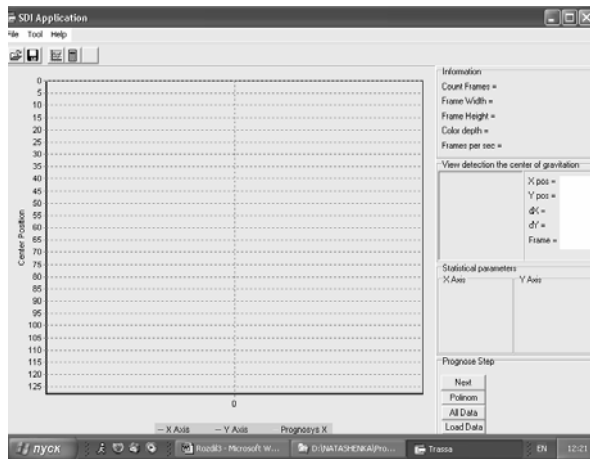 SDI Application
File Tool Help
Information
Count Frames =
Frame Width =
Frame Height =
Color depth =
Frames per sec =
View detection the center of gravitation
X pos =
Y pos =
dX =
dY =
Frame =
Statistical parameters
X Axis
Y Axis
Prognose Step
Next
Polinom
All Data
Load Data
Center Position
0
5
10
15
20
25
30
35
40
45
50
55
60
65
70
75
80
85
90
95
100
105
110
115
120
125
0
X Axis
Y Axis
Prognosys X
пуск
Rozdil3 - Microsoft W...
D:\NATASHENKA\Pro...
Trassa
EN
12:21